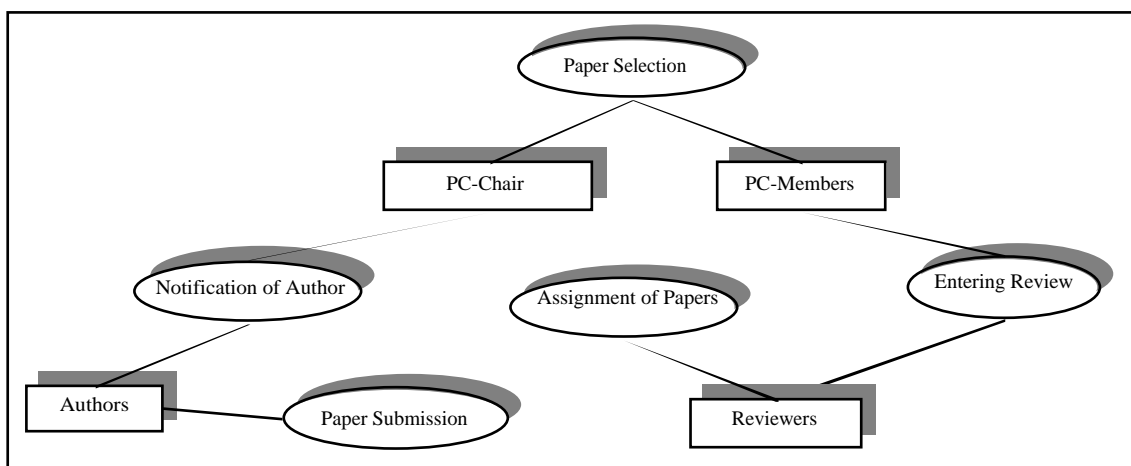 Paper Selection
PC-Chair
PC-Members
Notification of Author
Assignment of Papers
Entering Review
Authors
Paper Submission
Reviewers